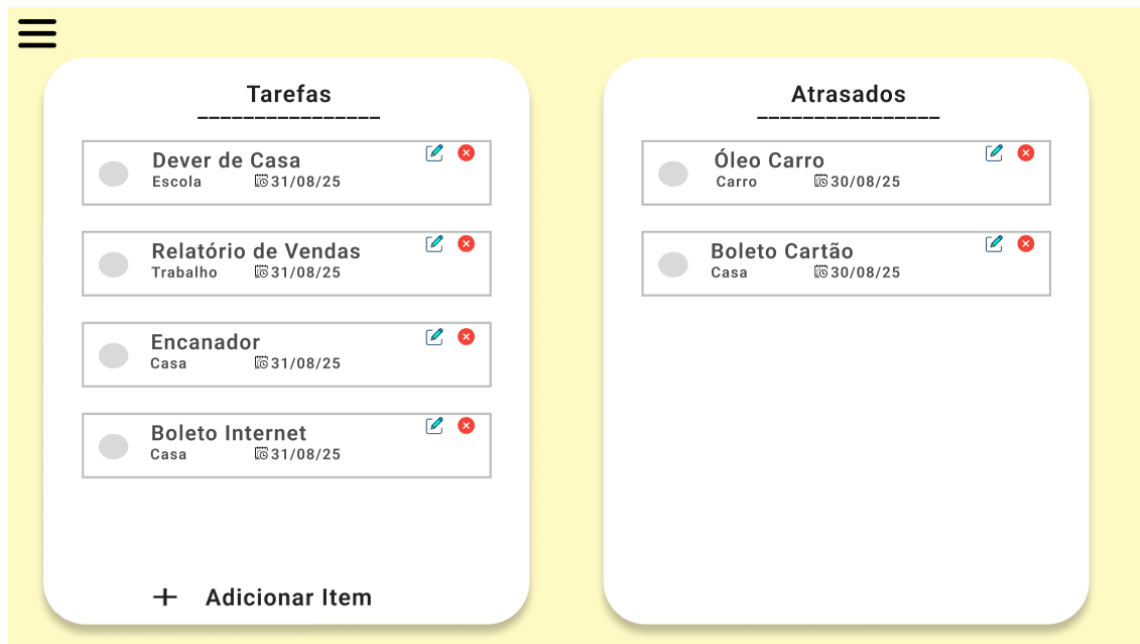 Tarefas
Dever de Casa
Escola 31/08/25
Relatório de Vendas
Trabalho 31/08/25
Encanador
Casa 31/08/25
Boleto Internet
Casa 31/08/25
+ Adicionar Item
Atrasados
Óleo Carro
Carro 30/08/25
Boleto Cartão
Casa 30/08/25